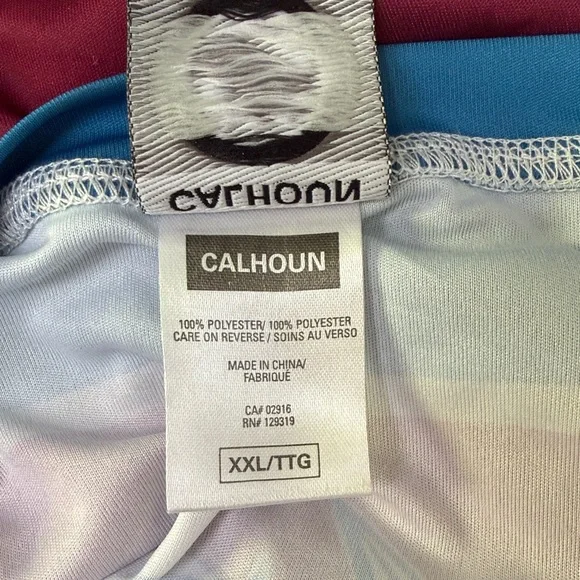 CALHOUN
CALHOUN
100% POLYESTER/ 100% POLYESTER
CARE ON REVERSE / SOINS AU VERSO
MADE IN CHINA/
FABRIQUÉ
CA# 02916
RN# 129319
XXL/TTG